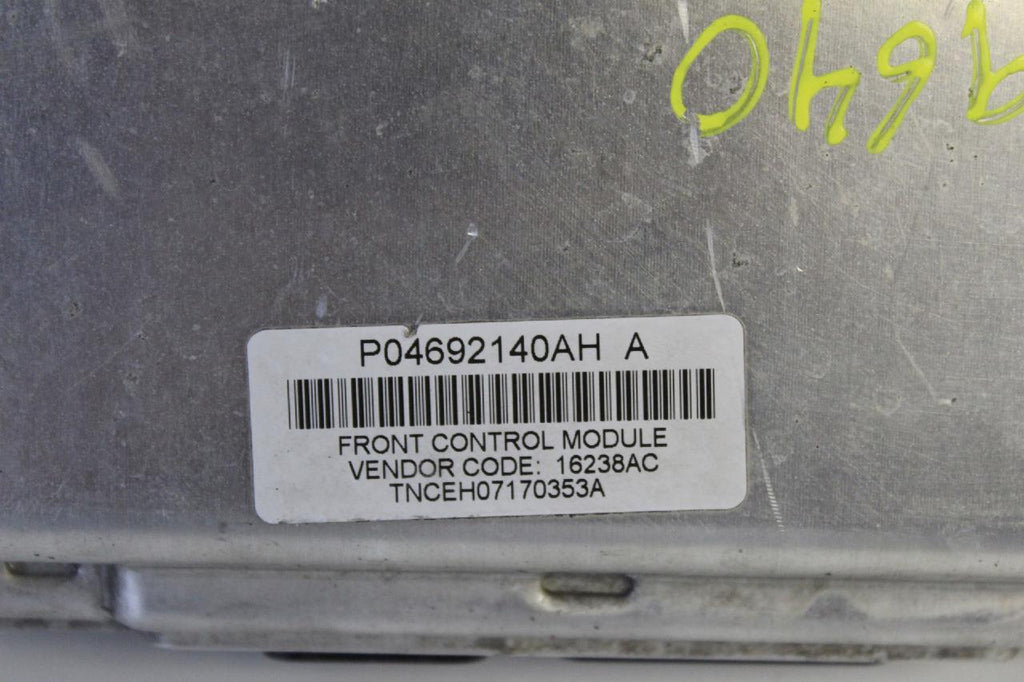 P04692140AH A
FRONT CONTROL MODULE
VENDOR CODE: 16238AC
TNCEH07170353A